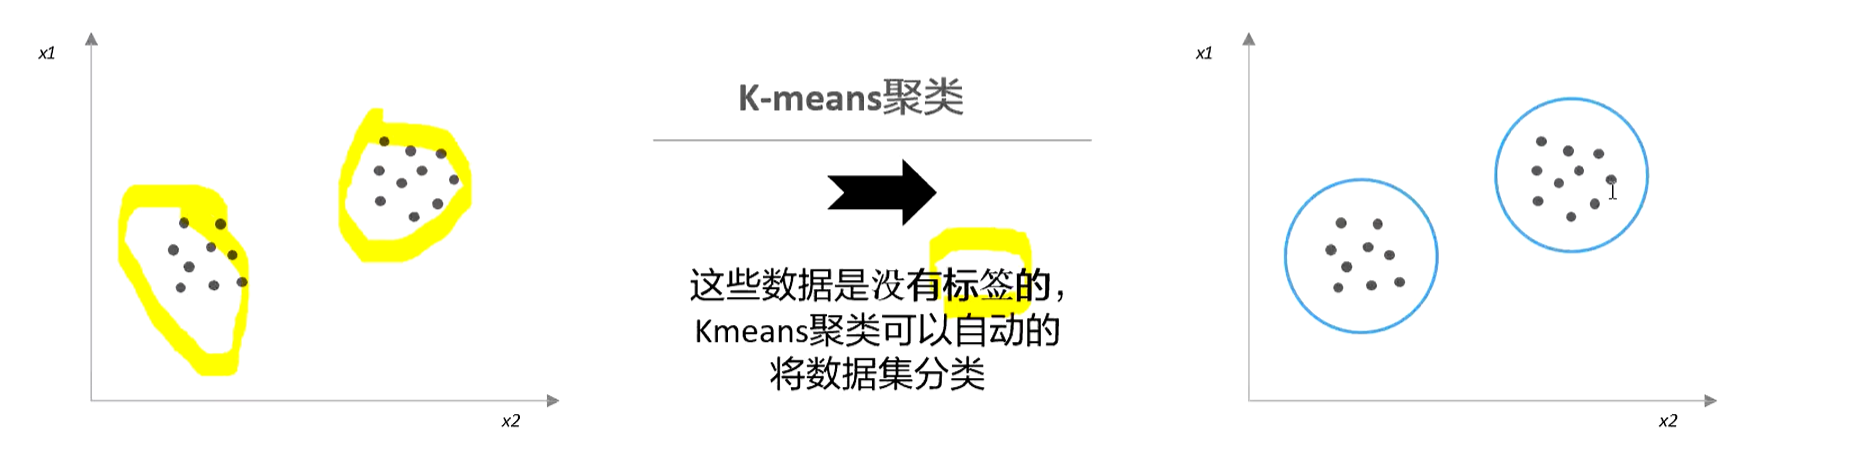 x1
x2
K-means聚类
这些数据是没有标签的，
Kmeans聚类可以自动的
将数据集分类
x1
x2